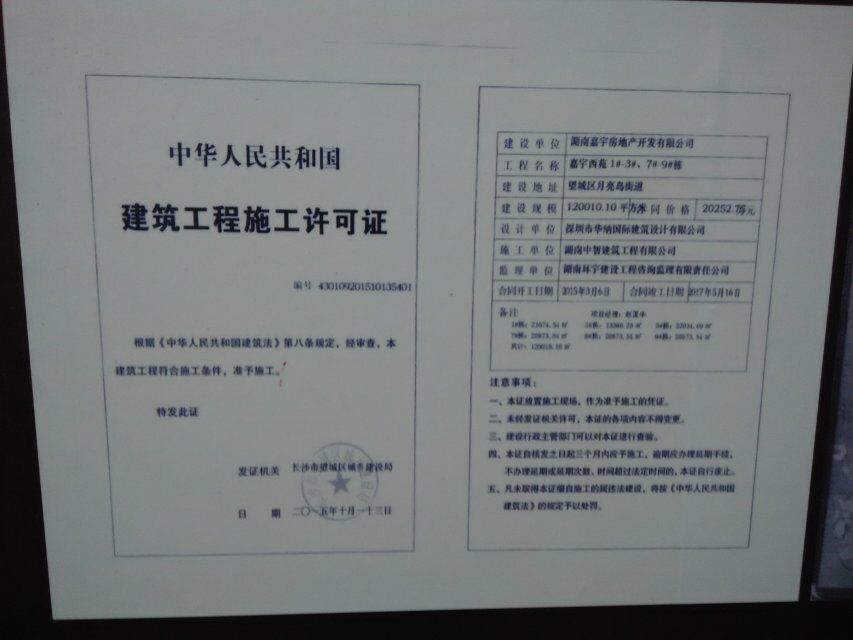 中华人民共和国
建筑工程施工许可证
编号 430109201510135401
根据《中华人民共和国建筑法》第八条规定，经审查，本
建筑工程符合施工条件，准予施工。
特发此证
发证机关 长沙市望城区城乡建设局
日 期 二〇一五年十月一十三日
建设单位 湖南嘉宇房地产开发有限公司
工程名称 嘉宇西苑 1#-3#、7#-9#栋
建设地址 望城区月亮岛街道
建设规模 120010.10 平方米 合同价格 20252.75万元
设计单位 深圳市华纳国际建筑设计有限公司
施工单位 湖南中智建筑工程有限公司
监理单位 湖南环宇建设工程咨询监理有限责任公司
合同开工日期 2015年3月6日 合同竣工日期 2017年5月16日
备注
项目经理：
注意事项：
一、本证放置施工现场，作为准予施工的凭证。
二、未经发证机关许可，本证的各项内容不得变更。
三、建设行政主管部门可以对本证进行查验。
四、本证自核发之日起三个月内应予施工，逾期应办理延期手续，
不办理延期或延期次数、时间超过法定时间的，本证自行废止。
五、凡未取得本证擅自施工的属违法建设，将按《中华人民共和国
建筑法》的规定予以处罚。